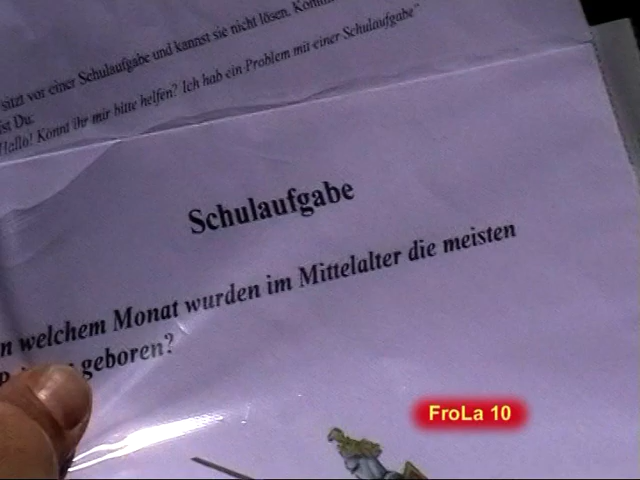 sitzt vor einer Schulaufgabe und kannst sie nicht lösen.
ist Du:
Hallo! Könnt ihr mir bitte helfen? Ich hab ein Problem mit einer Schulaufgabe"
Schulaufgabe
n welchem Monat wurden im Mittelalter die meisten
geboren?
FroLa 10